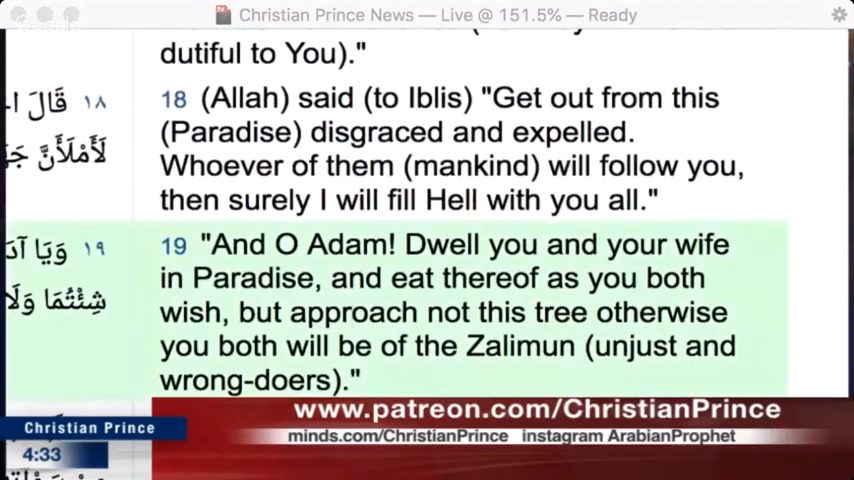 Christian Prince News — Live @ 151.5% — Ready
dutiful to You)."
١٨ قَالَ
18 (Allah) said (to Iblis) "Get out from this
(Paradise) disgraced and expelled.
لَأَمْلَأَنَّ
Whoever of them (mankind) will follow you,
then surely I will fill Hell with you all."
١٩ وَيَا
19 "And O Adam! Dwell you and your wife
in Paradise, and eat thereof as you both
شِئْتُمَا
wish, but approach not this tree otherwise
you both will be of the Zalimun (unjust and
wrong-doers)."
www.patreon.com/ChristianPrince
Christian Prince
minds.com/ChristianPrince instagram ArabianProphet
4:33